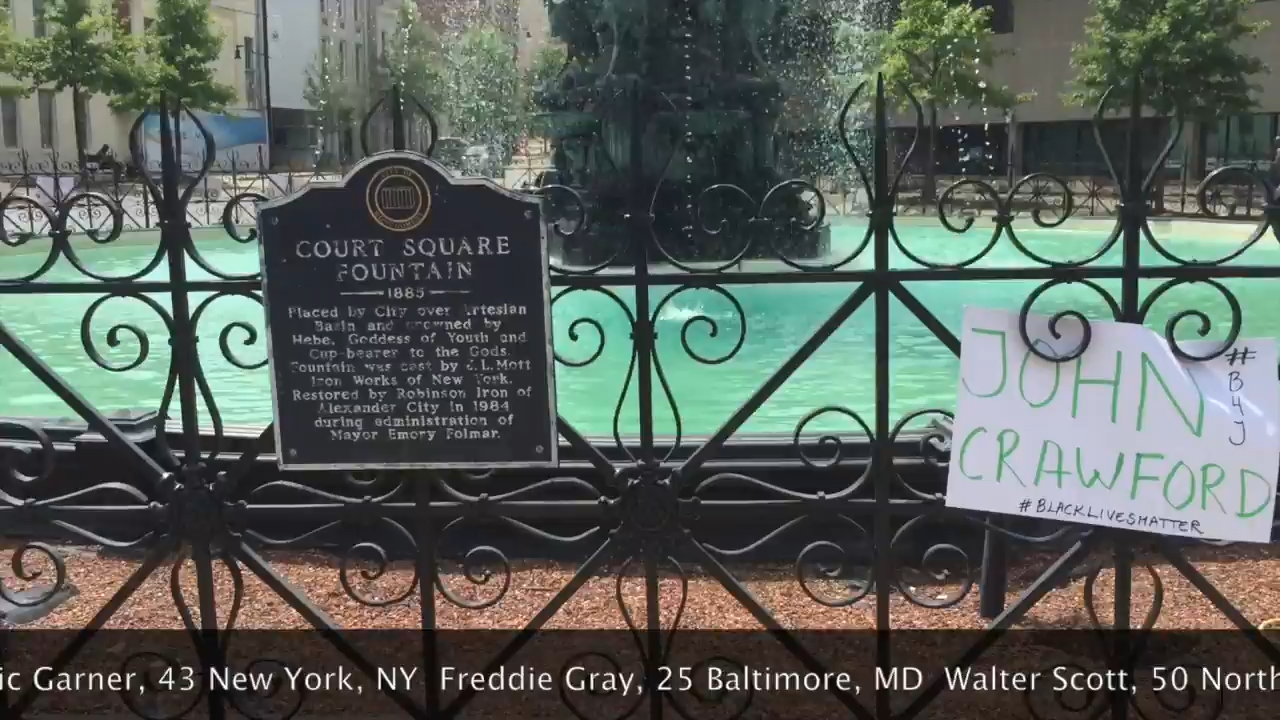 COURT SQUARE
FOUNTAIN
1885
Placed by City over Artesian
Basin and crowned by
Hebe, Goddess of Youth and
Cup-bearer to the Gods.
Fountain was cast by J.L.Mott
Iron Works of New York.
Restored by Robinson Iron of
Alexander City in 1984
during administration of
Mayor Emory Folmar.
JOHN
CRAWFORD
#BLACKLIVESMATTER
#B4J
ic Garner, 43 New York, NY Freddie Gray, 25 Baltimore, MD Walter Scott, 50 North